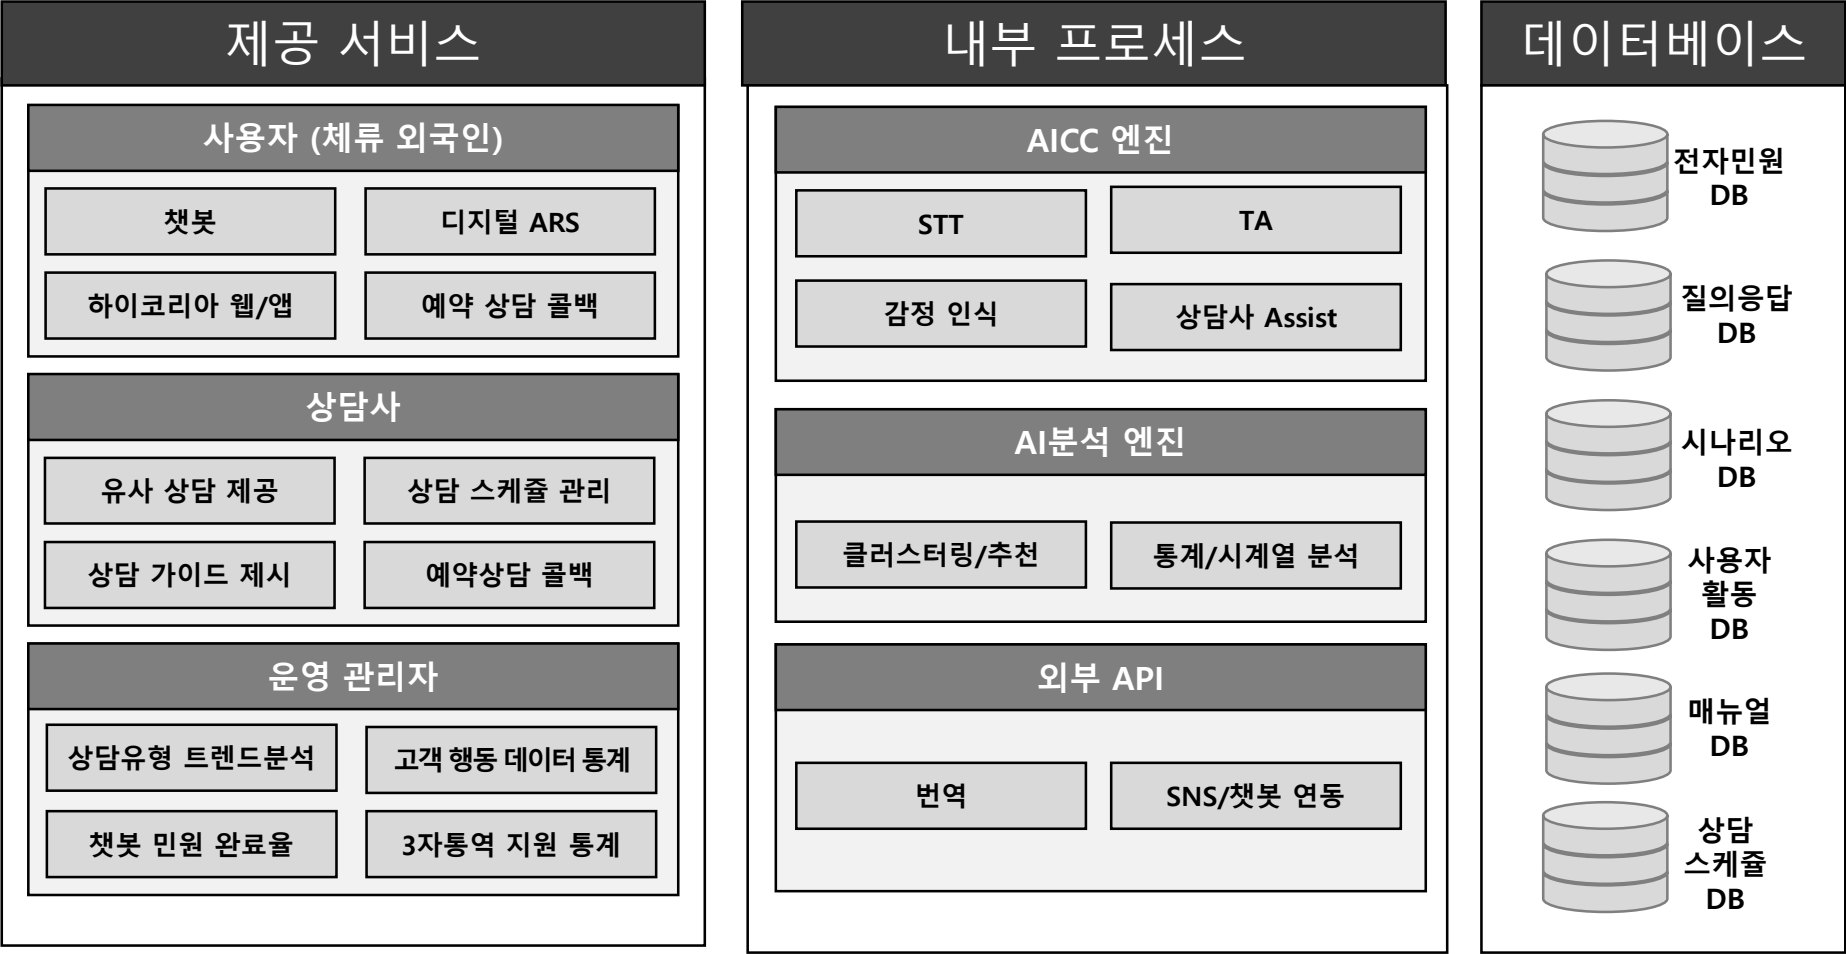 제공 서비스
사용자 (체류 외국인)
챗봇
디지털 ARS
하이코리아 웹/앱
예약 상담 콜백
상담사
유사 상담 제공
상담 스케쥴 관리
상담 가이드 제시
예약상담 콜백
운영 관리자
상담유형 트렌드분석
고객 행동 데이터 통계
챗봇 민원 완료율
3자통역 지원 통계
내부 프로세스
AICC 엔진
STT
TA
감정 인식
상담사 Assist
AI분석 엔진
클러스터링/추천
통계/시계열 분석
외부 API
번역
SNS/챗봇 연동
데이터베이스
전자민원
DB
질의응답
DB
시나리오
DB
사용자
활동
DB
매뉴얼
DB
상담
스케쥴
DB